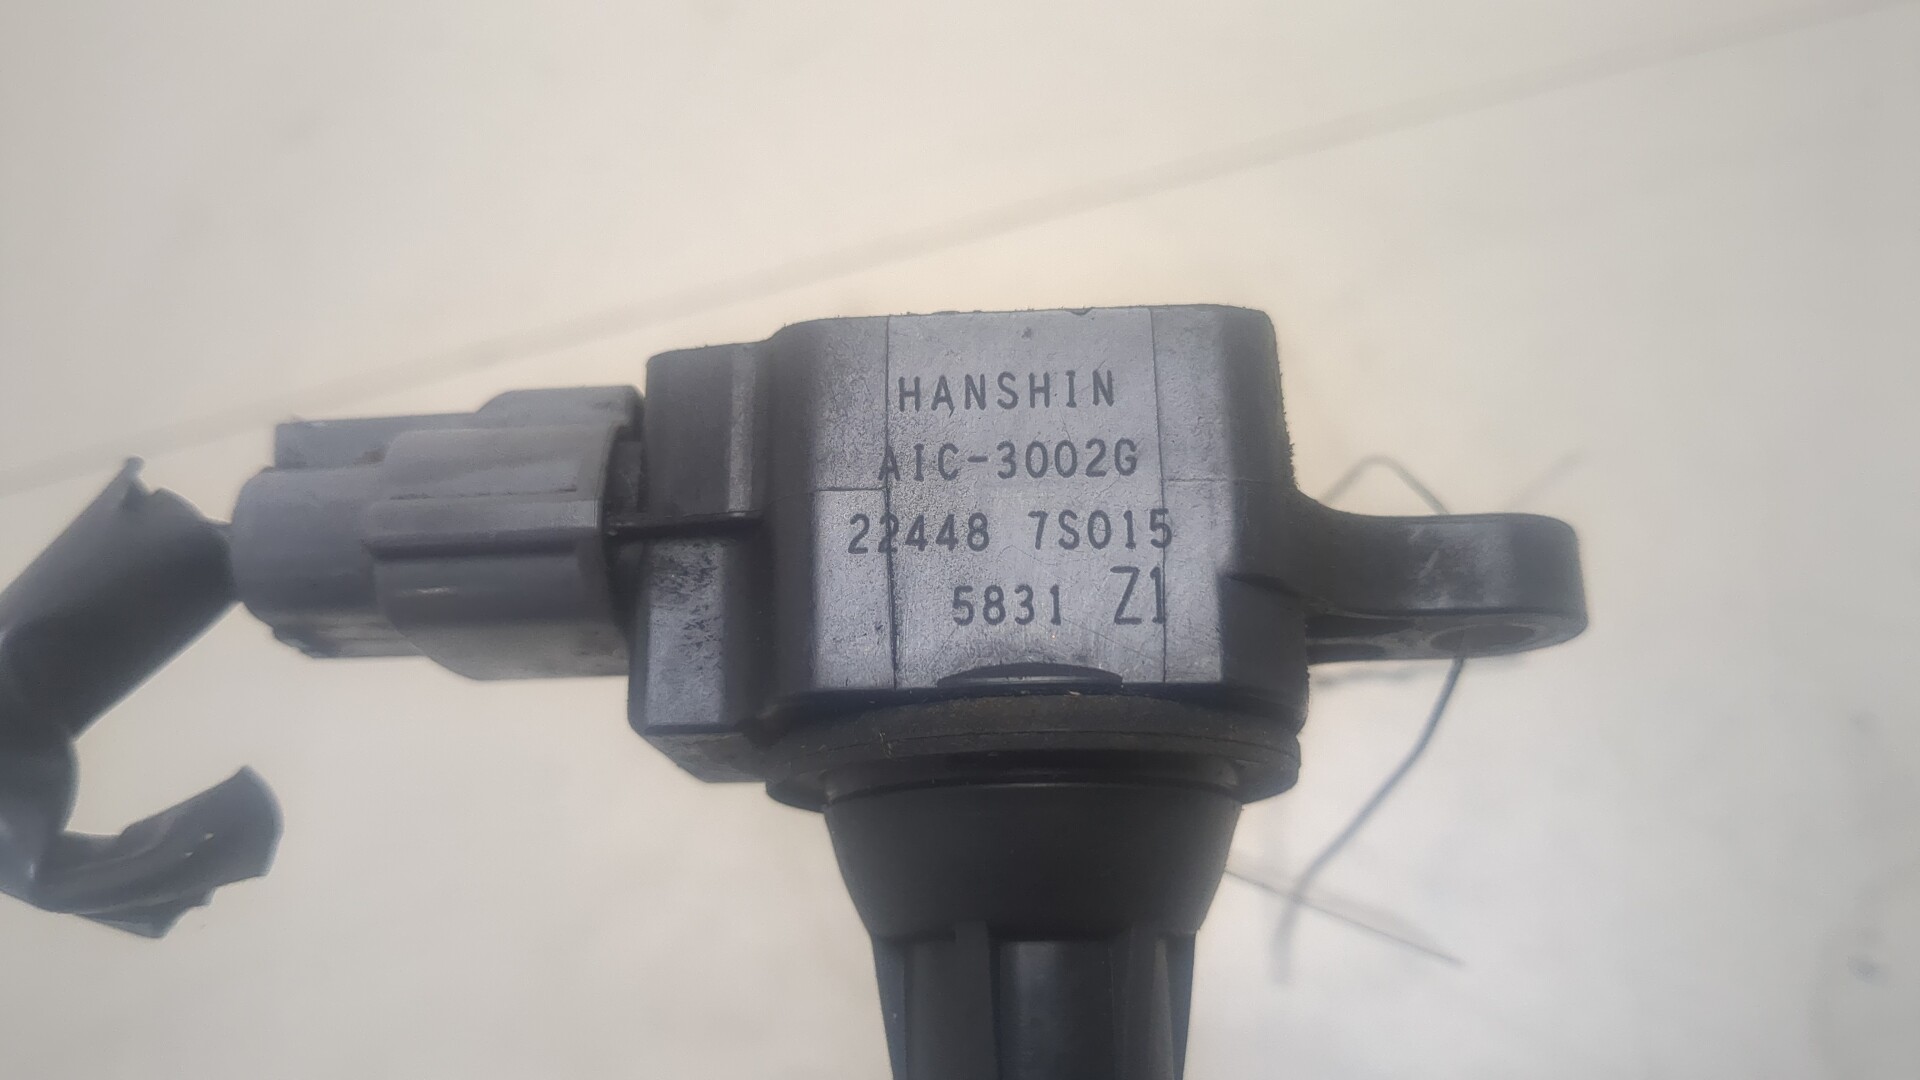 HANSHIN
AIC-3002G
22448 7S015
5831 Z1